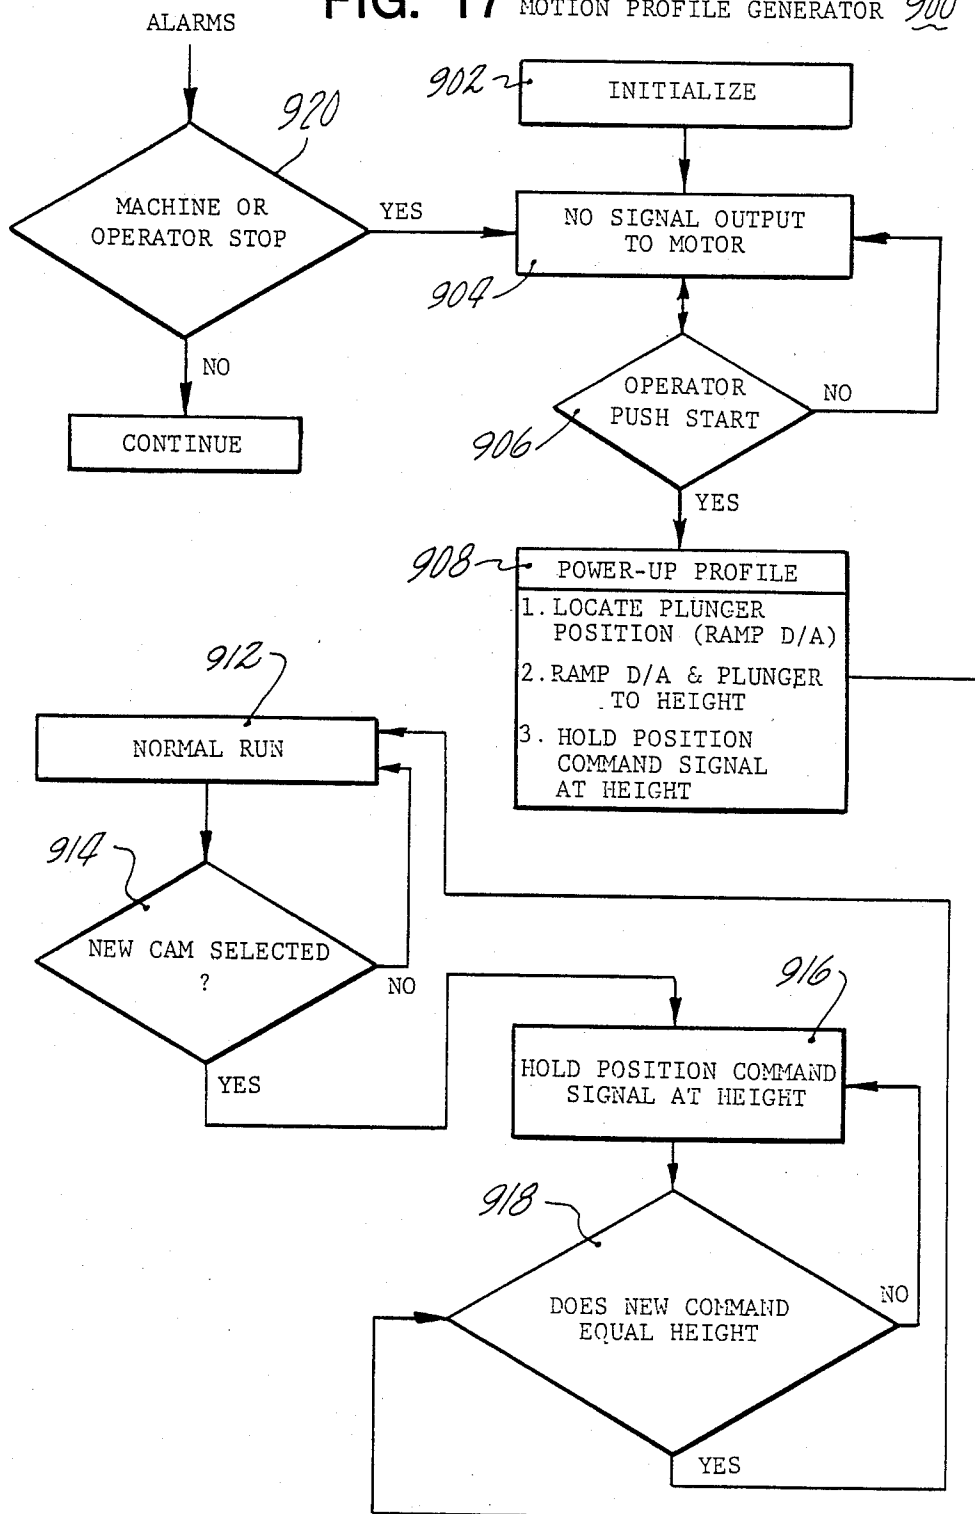 FIG. 17 MOTION PROFILE GENERATOR 900
ALARMS
902
INITIALIZE
920
MACHINE OR
OPERATOR STOP
YES
NO SIGNAL OUTPUT
TO MOTOR
904
NO
CONTINUE
OPERATOR
PUSH START
NO
906
YES
908
POWER-UP PROFILE
1. LOCATE PLUNGER
POSITION (RAMP D/A)
2. RAMP D/A & PLUNGER
TO HEIGHT
3. HOLD POSITION
COMMAND SIGNAL
AT HEIGHT
912
NORMAL RUN
914
NEW CAM SELECTED
?
NO
YES
916
HOLD POSITION COMMAND
SIGNAL AT HEIGHT
918
DOES NEW COMMAND
EQUAL HEIGHT
NO
YES